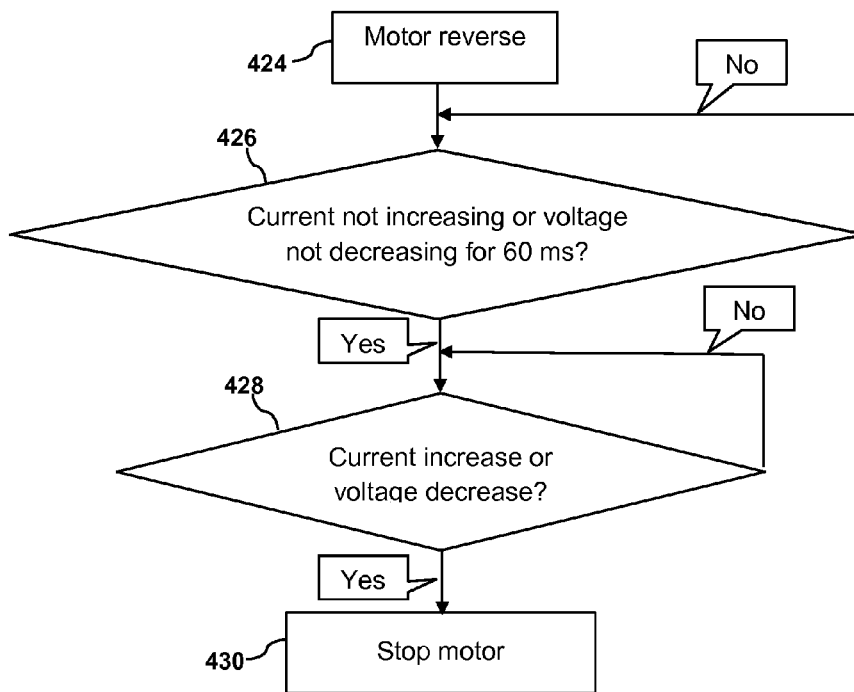 Motor reverse
424
No
426
Current not increasing or voltage
not decreasing for 60 ms?
No
Yes
428
Current increase or
voltage decrease?
Yes
Stop motor
430